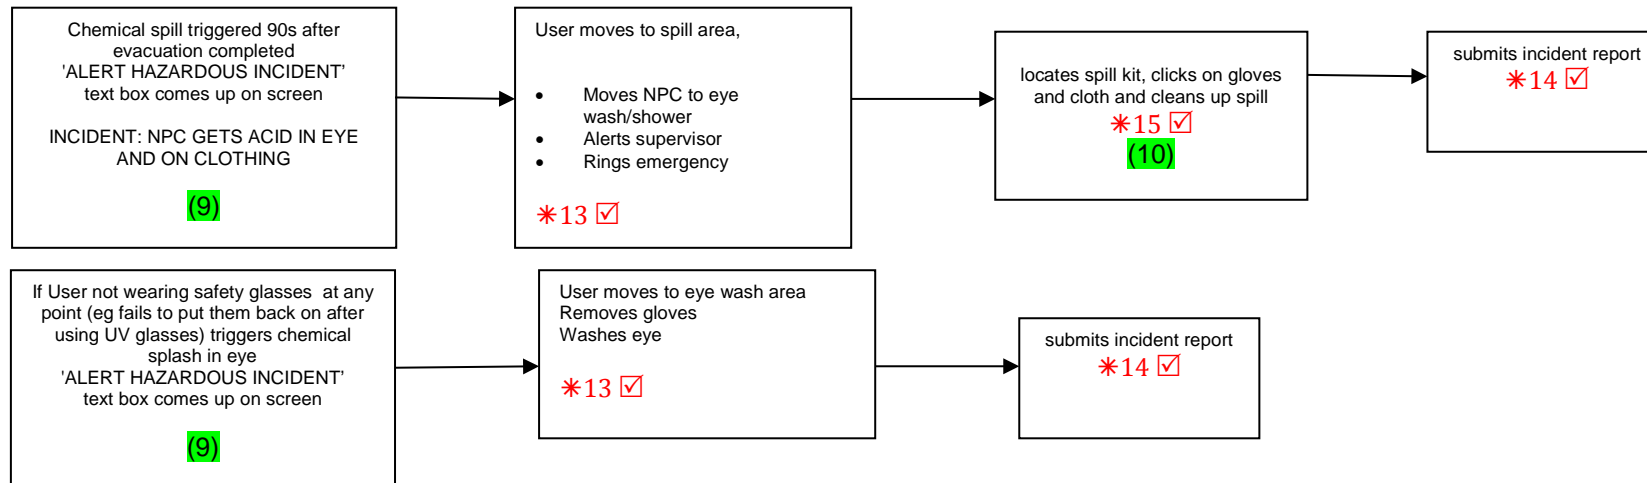 Chemical spill triggered 90s after
evacuation completed
'ALERT HAZARDOUS INCIDENT’
text box comes up on screen
INCIDENT: NPC GETS ACID IN EYE
AND ON CLOTHING
(9)
User moves to spill area,
• Moves NPC to eye
wash/shower
• Alerts supervisor
• Rings emergency
✳13 ☑
locates spill kit, clicks on gloves
and cloth and cleans up spill
✳15 ☑
(10)
submits incident report
✳14 ☑
If User not wearing safety glasses at any
point (eg fails to put them back on after
using UV glasses) triggers chemical
splash in eye
'ALERT HAZARDOUS INCIDENT’
text box comes up on screen
(9)
User moves to eye wash area
Removes gloves
Washes eye
✳13 ☑
submits incident report
✳14 ☑